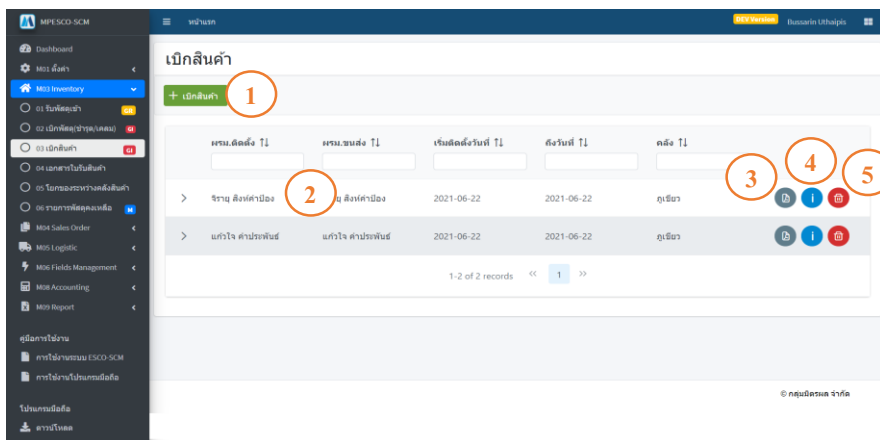 MPESCO-SCM
หน้าแรก
DEV Version
Bussarin Uthaipis
Dashboard
M01 ตั้งค่า
M03 Inventory
01 รับพัสดุเข้า GR
02 เบิกพัสดุ(ชำรุด/เคลม) GI
03 เบิกสินค้า GI
04 เอกสารใบรับสินค้า
05 โยกของระหว่างคลังสินค้า
06 รายการพัสดุคงเหลือ M
M04 Sales Order
M05 Logistic
M06 Fields Management
M08 Accounting
M09 Report
คู่มือการใช้งาน
การใช้งานระบบ ESCO-SCM
การใช้งานโปรแกรมมือถือ
โปรแกรมมือถือ
ดาวน์โหลด
เบิกสินค้า
+ เบิกสินค้า
1
ผรม.ติดตั้ง ผรม.ขนส่ง เริ่มติดตั้งวันที่ ถึงวันที่ คลัง
3 4 5
จิรายุ สิงห์คำป้อง 2 สิงห์คำป้อง 2021-06-22 2021-06-22 ภูเขียว
แก้วใจ คำประพันธ์ แก้วใจ คำประพันธ์ 2021-06-22 2021-06-22 ภูเขียว
1-2 of 2 records << 1 >>
© กลุ่มมิตรผล จำกัด